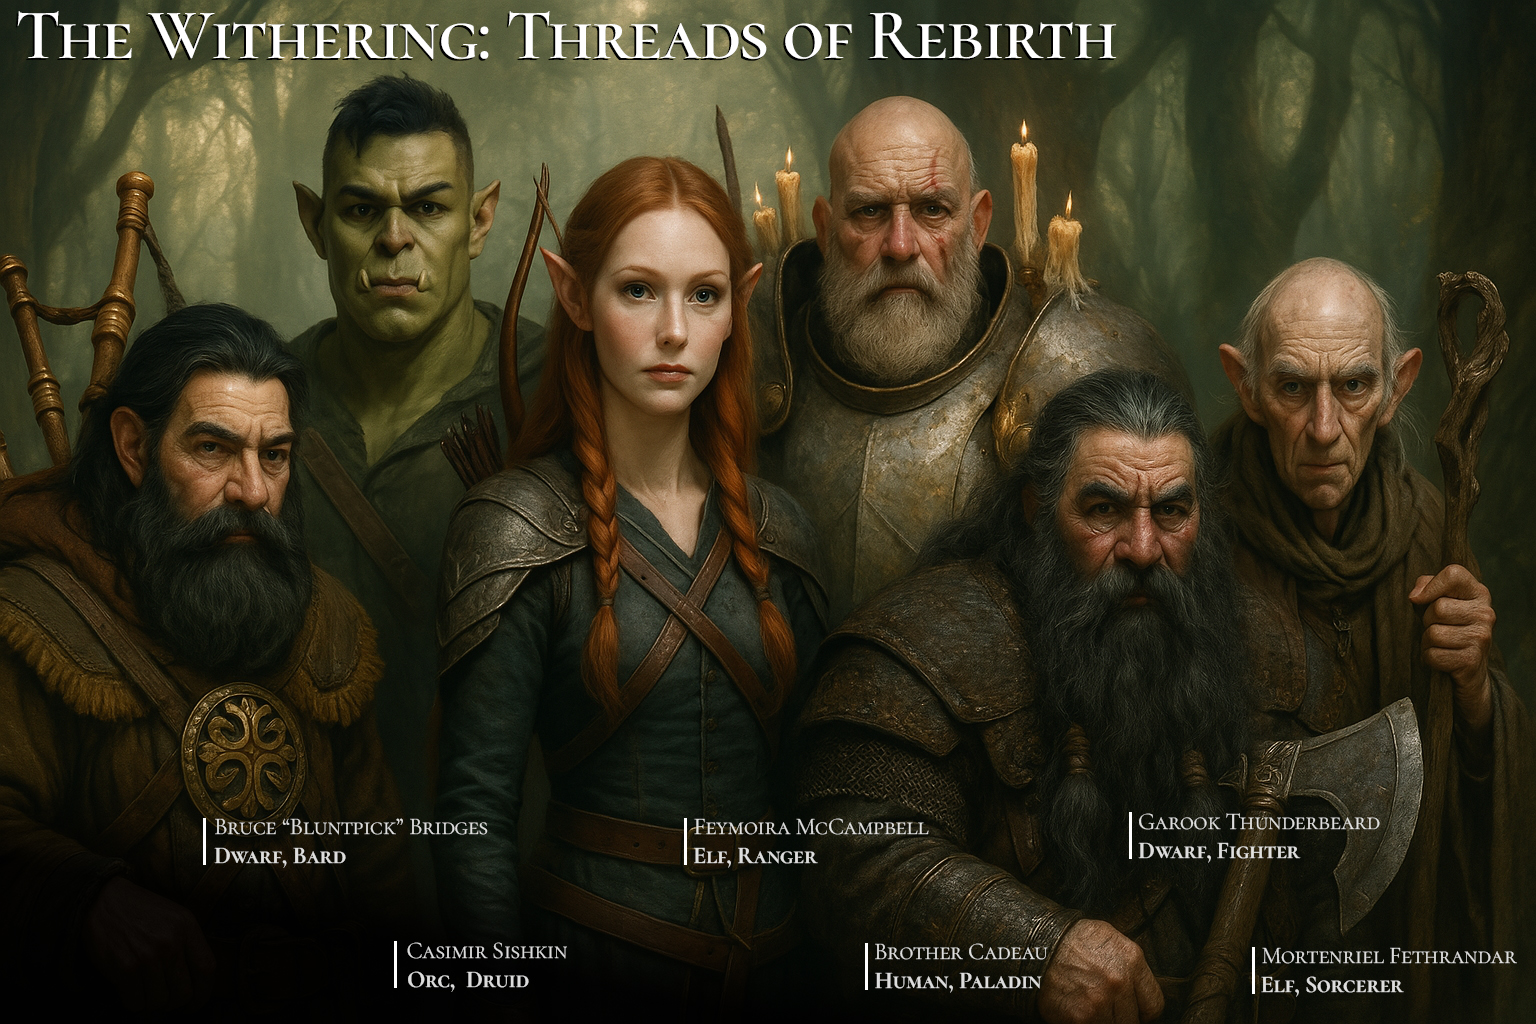 The Withering: Threads of Rebirth
Bruce “Bluntpick” Bridges
Dwarf, Bard
Feymoira McCampbell
Elf, Ranger
Garook Thunderbeard
Dwarf, Fighter
Casimir Sishkin
Orc, Druid
Brother Cadeau
Human, Paladin
Mortenriel Fethrandar
Elf, Sorcerer